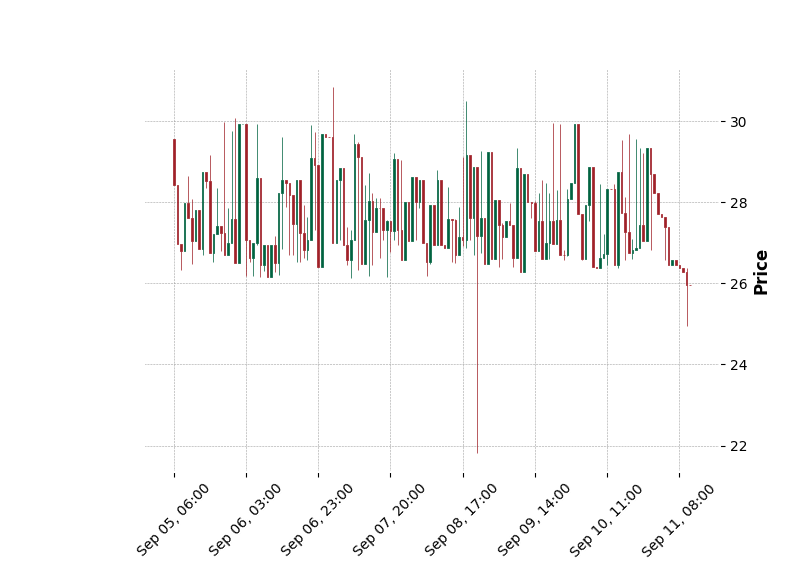 30
28
26
24
22
Price
Sep 05, 06:00
Sep 06, 03:00
Sep 06, 23:00
Sep 07, 20:00
Sep 08, 17:00
Sep 09, 14:00
Sep 10, 11:00
Sep 11, 08:00